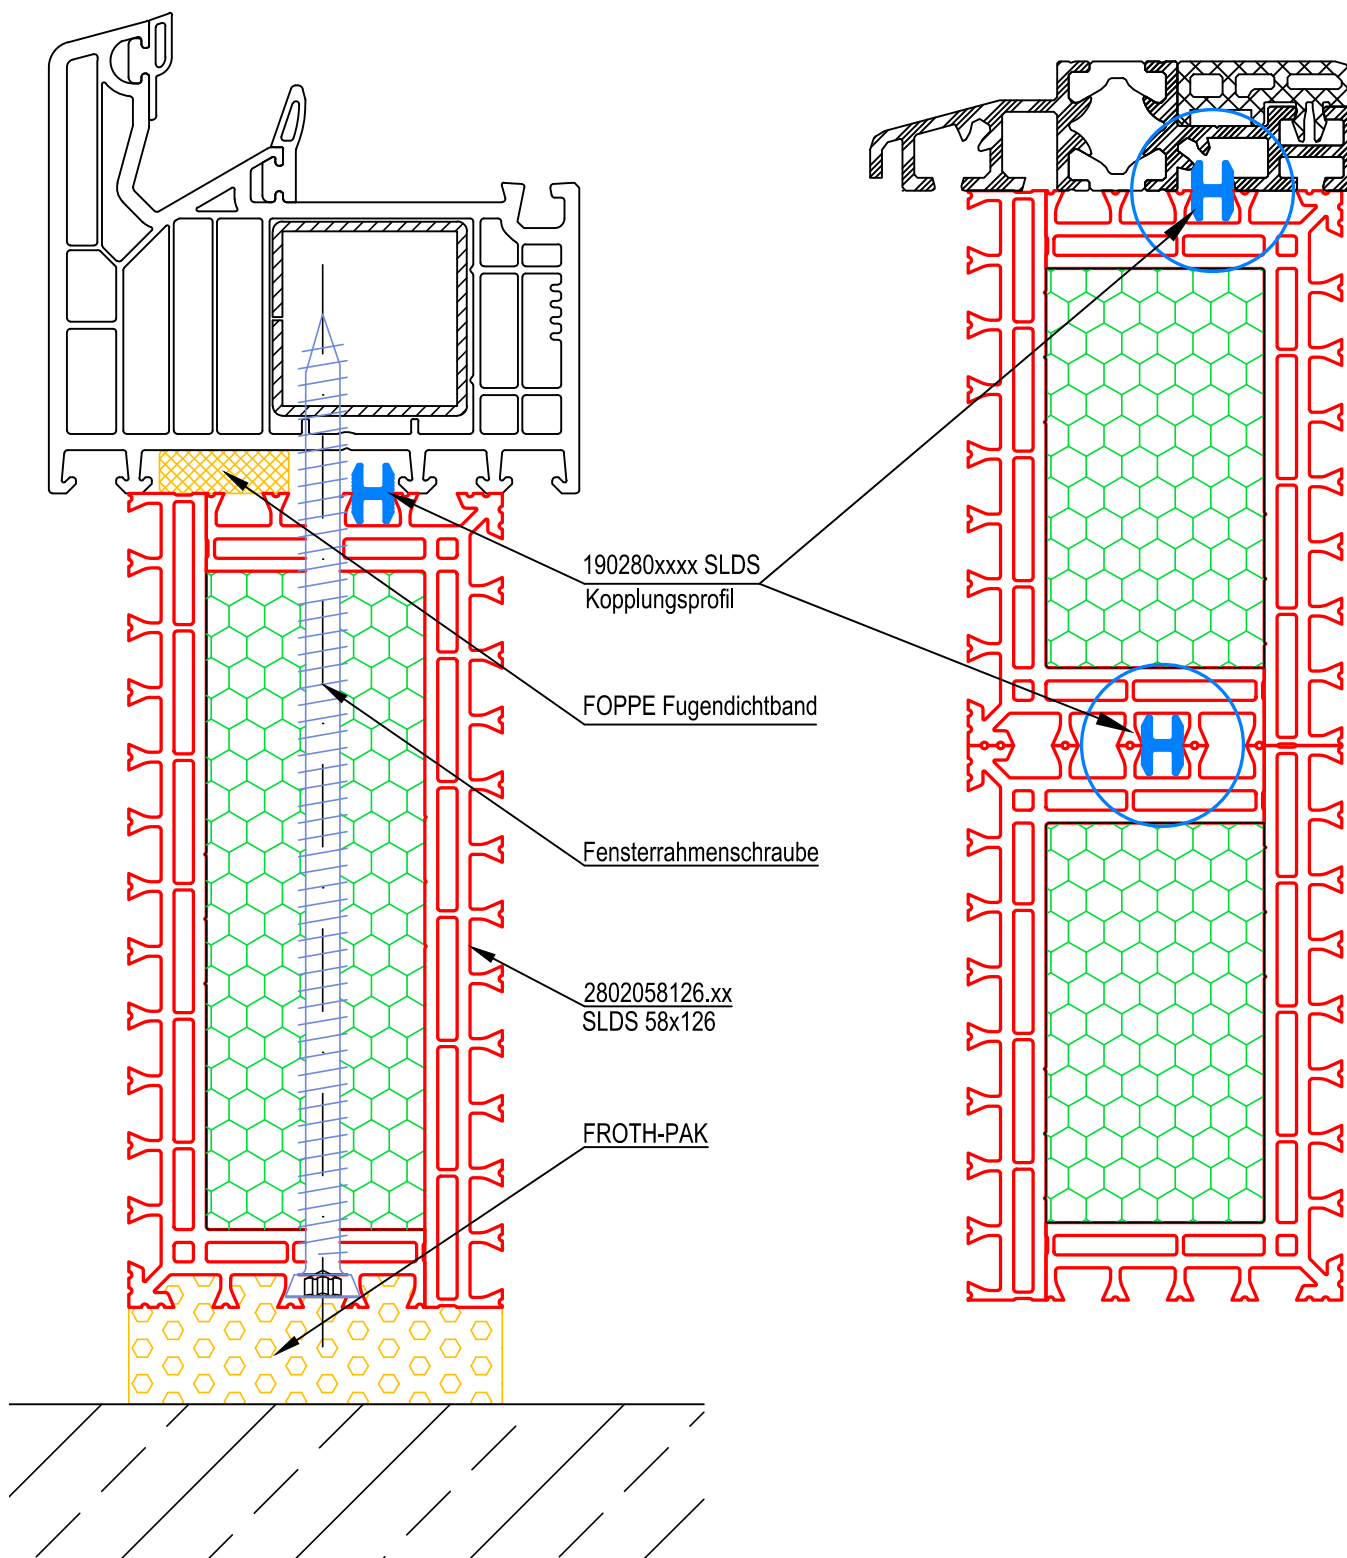 190280xxxx SLDS
Kopplungsprofil
FOPPE Fugendichtband
Fensterrahmenschraube
2802058126.xx
SLDS 58x126
FROTH-PAK